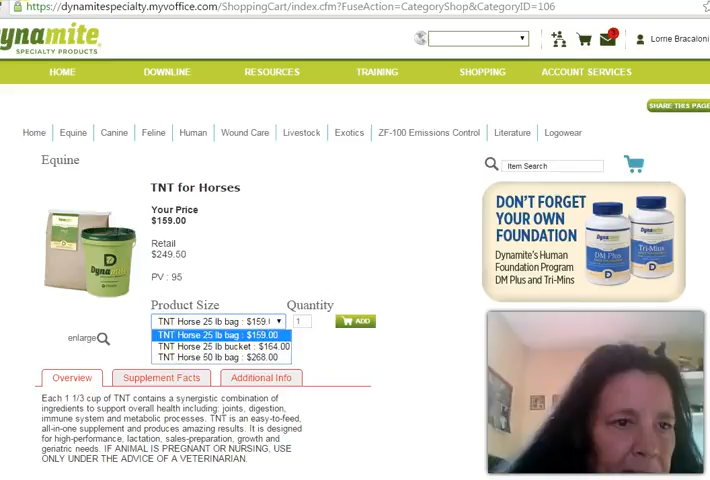 https://dynamitespecialty.myvoffice.com/ShoppingCart/index.cfm?FuseAction=CategoryShop&CategoryID=106
ynamite
SPECIALTY PRODUCTS
Lorne Bracaloni
HOME DOWNLINE RESOURCES TRAINING SHOPPING ACCOUNT SERVICES
SHARE THIS PAGE
Home Equine Canine Feline Human Wound Care Livestock Exotics ZF-100 Emissions Control Literature Logowear
Equine
Item Search
TNT for Horses
Your Price
$159.00
Retail
$249.50
PV : 95
Dynamite
Product Size Quantity
TNT Horse 25 lb bag : $159.( 1 ADD
TNT Horse 25 lb bag : $159.00
TNT Horse 25 lb bucket : $164.00
TNT Horse 50 lb bag : $268.00
enlarge
Overview Supplement Facts Additional Info
Each 1 1/3 cup of TNT contains a synergistic combination of
ingredients to support overall health including: joints, digestion,
immune system and metabolic processes. TNT is an easy-to-feed,
all-in-one supplement and produces amazing results. It is designed
for high-performance, lactation, sales-preparation, growth and
geriatric needs. IF ANIMAL IS PREGNANT OR NURSING, USE
ONLY UNDER THE ADVICE OF A VETERINARIAN.
DON'T FORGET
YOUR OWN
FOUNDATION
Dynamite's Human
Foundation Program
DM Plus and Tri-Mins
DM Plus
Tri-Mins